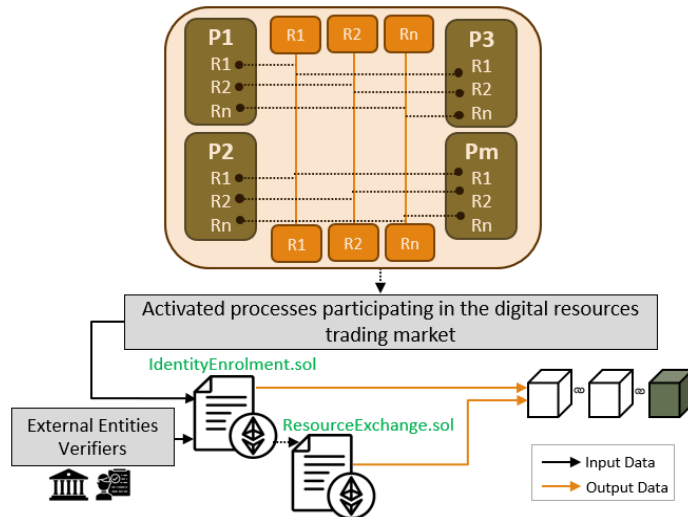 P1
R1
R2
Rn
R1
R2
Rn
P3
R1
R2
Rn
P2
R1
R2
Rn
Pm
R1
R2
Rn
R1
R2
Rn
Activated processes participating in the digital resources
trading market
IdentityEnrolment.sol
External Entities
Verifiers
ResourceExchange.sol
Input Data
Output Data